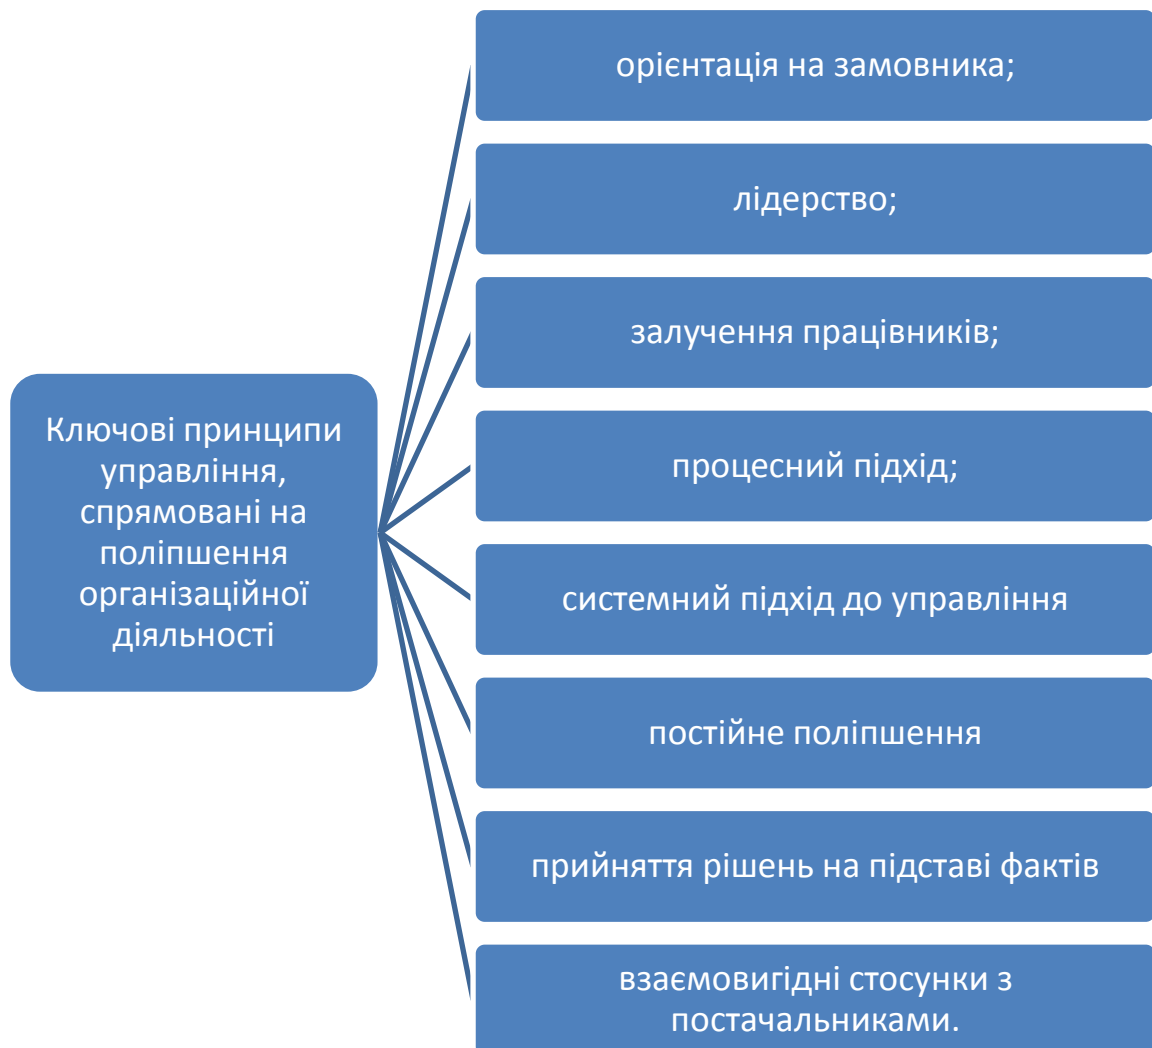 Ключові принципи
управління,
спрямовані на
поліпшення
організаційної
діяльності
орієнтація на замовника;
лідерство;
залучення працівників;
процесний підхід;
системний підхід до управління
постійне поліпшення
прийняття рішень на підставі фактів
взаємовигідні стосунки з
постачальниками.